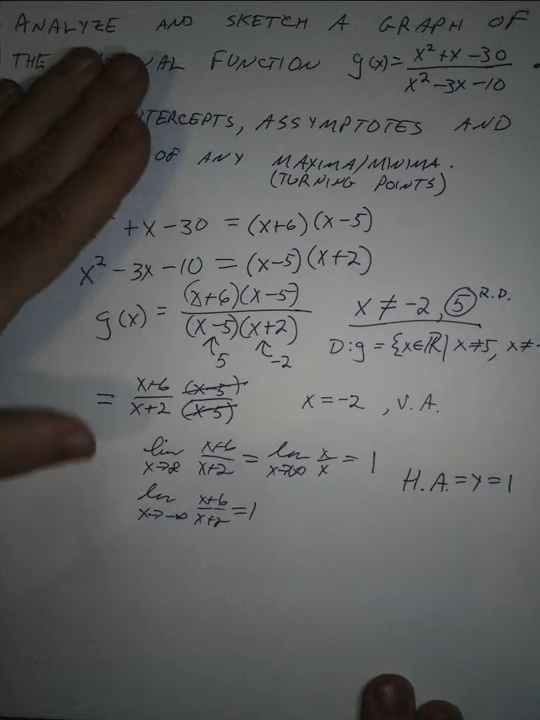 ANALYZE AND SKETCH A GRAPH OF
THE FUNCTION g(x) = (x² + x - 30)/(x² - 3x - 10).
ASSYMPTOTES AND
OF ANY MAXIMA/MINIMA.
(TURNING POINTS)
+ x - 30 = (x+6)(x-5)
x² - 3x - 10 = (x-5)(x+2)
g(x) = (x+6)(x-5)/(x-5)(x+2) x ≠ -2, 5 R.D.
↑5 ↑-2 D:g = {x∈ℝ | x≠5, x≠-
= x+6/x+2 (x-5)/(x-5) x = -2, V.A.
lim x→∞ x+6/x+2 = lim x→∞ x/x = 1 H.A. = y = 1
lim x→-∞ x+6/x+2 = 1